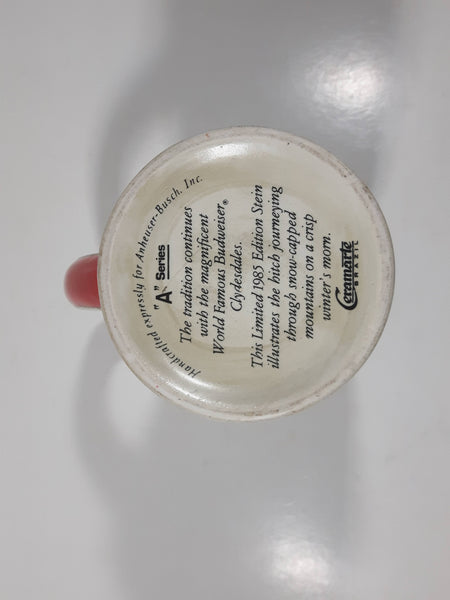 Handcrafted expressly for Anheuser-Busch, Inc.
"A" Series
The tradition continues
with the magnificent
World Famous Budweiser®
Clydesdales.
This Limited 1985 Edition Stein
illustrates the hitch journeying
through snow-capped
mountains on a crisp
winter's morn.
Ceramarte
BRAZIL